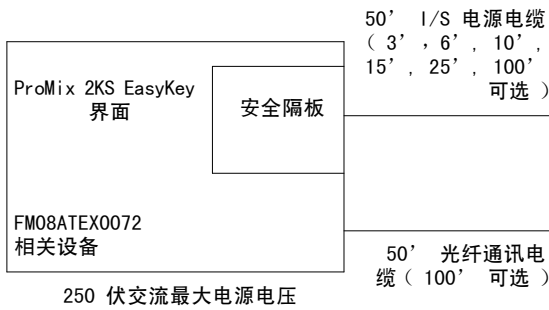 50’ I/S 电源电缆
( 3’ ，6’, 10’,
15’, 25’, 100’
可选 )
ProMix 2KS EasyKey
界面
安全隔板
FM08ATEX0072
相关设备
50’ 光纤通讯电
缆 ( 100’ 可选 )
250 伏交流最大电源电压